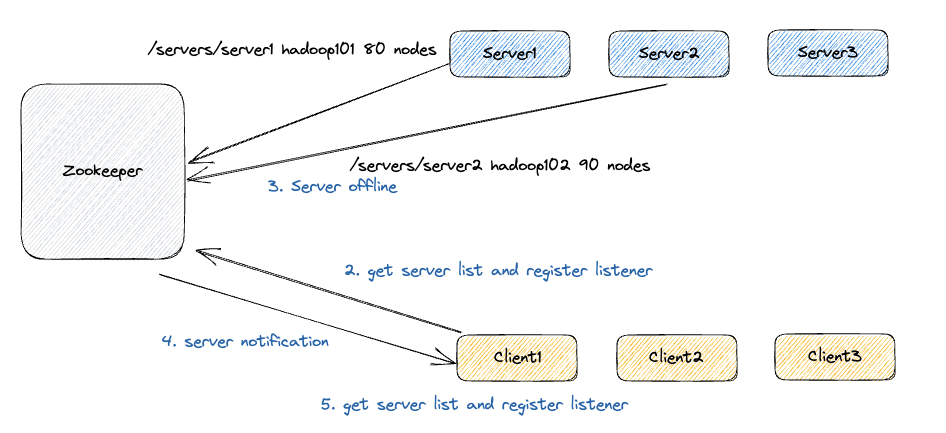 /servers/server1 hadoop101 80 nodes
Server1
Server2
Server3
Zookeeper
/servers/server2 hadoop102 90 nodes
3. Server offline
2. get server list and register listener
4. server notification
Client1
Client2
Client3
5. get server list and register listener